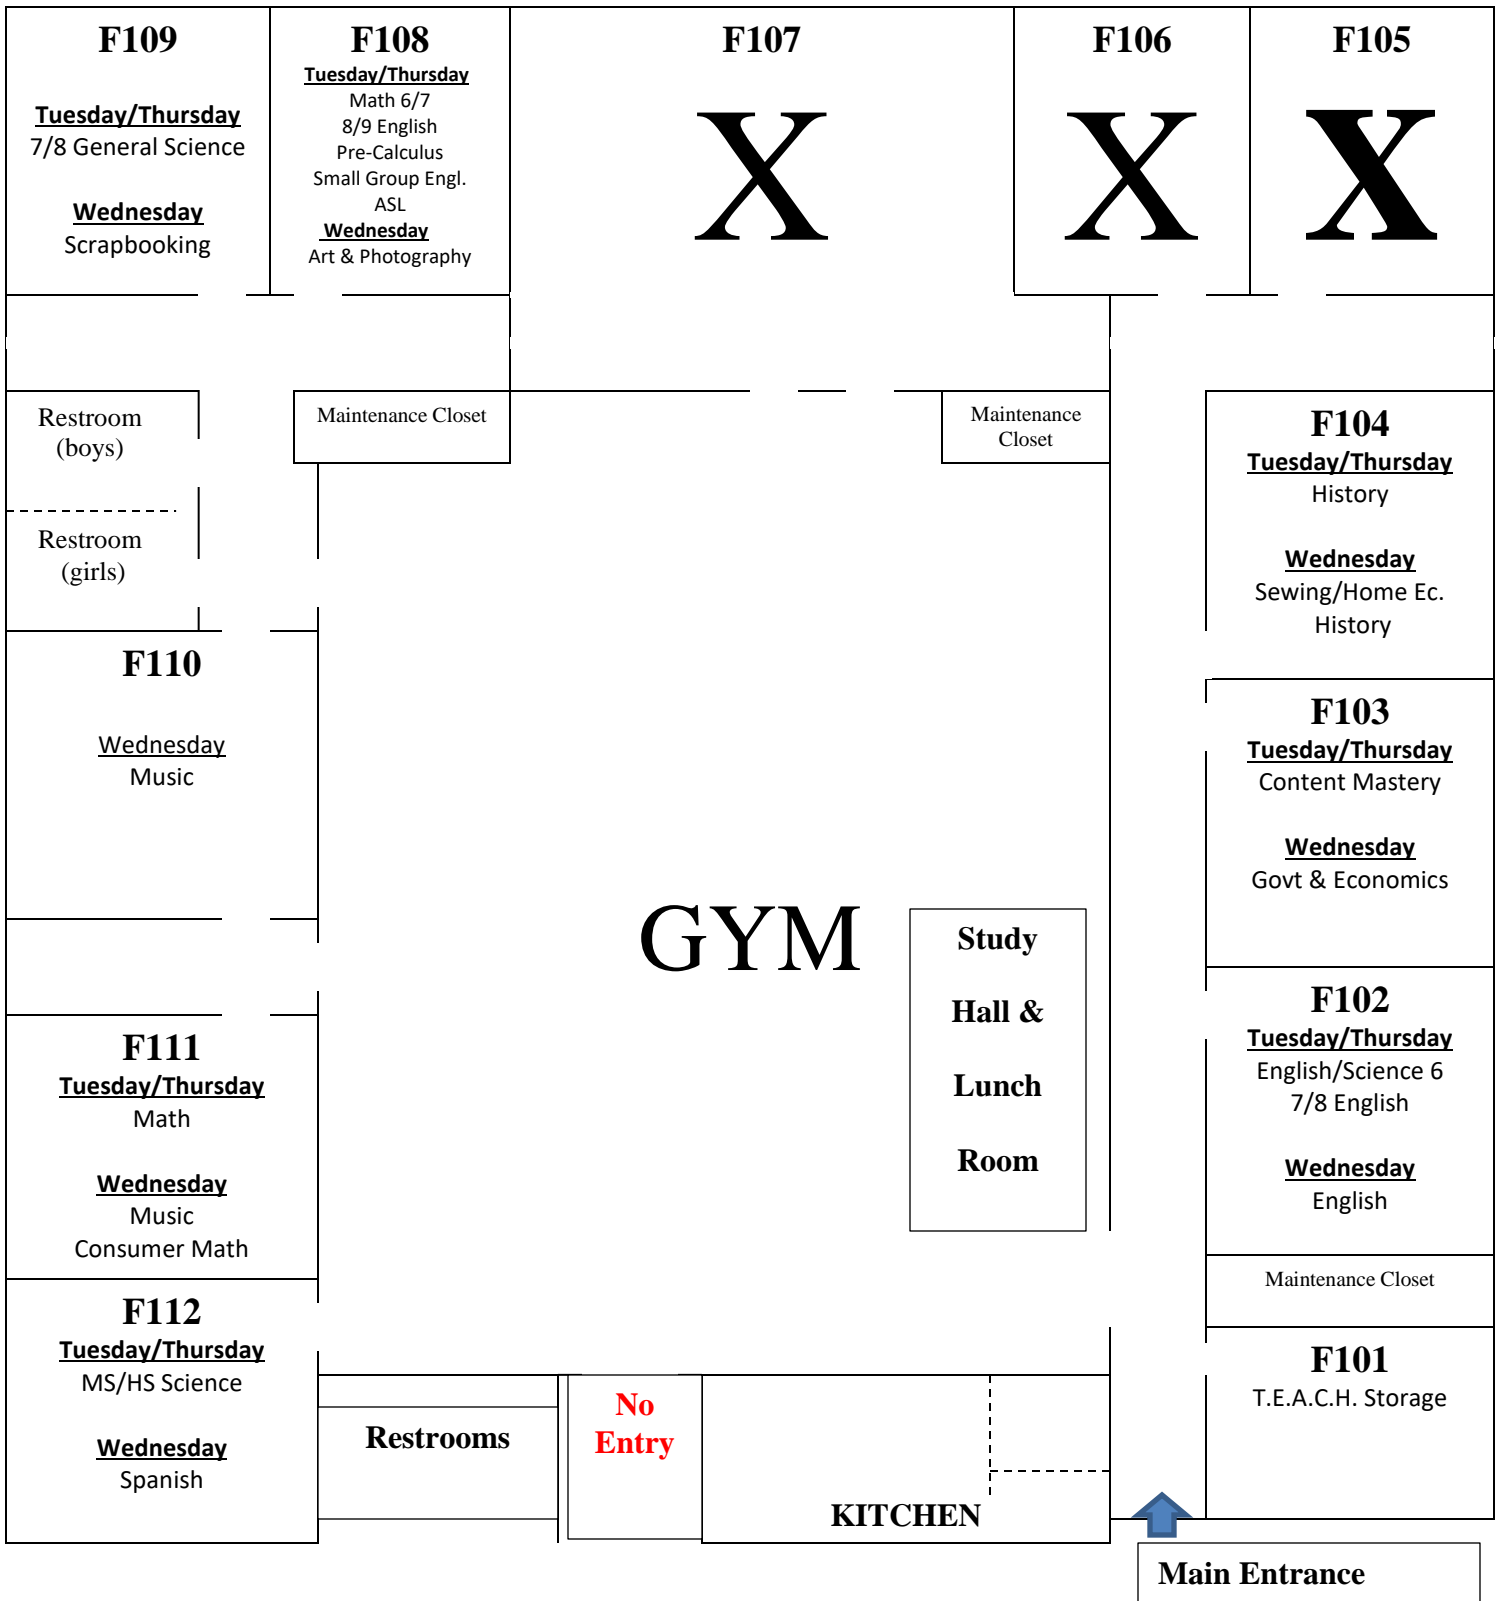 F109
Tuesday/Thursday
7/8 General Science
Wednesday
Scrapbooking
F108
Tuesday/Thursday
Math 6/7
8/9 English
Pre-Calculus
Small Group Engl.
ASL
Wednesday
Art & Photography
F107
X
F106
X
F105
X
Restroom
(boys)
Restroom
(girls)
Maintenance Closet
Maintenance
Closet
F104
Tuesday/Thursday
History
Wednesday
Sewing/Home Ec.
History
F110
Wednesday
Music
F103
Tuesday/Thursday
Content Mastery
Wednesday
Govt & Economics
GYM
Study
Hall &
Lunch
Room
F102
Tuesday/Thursday
English/Science 6
7/8 English
Wednesday
English
F111
Tuesday/Thursday
Math
Wednesday
Music
Consumer Math
Maintenance Closet
F112
Tuesday/Thursday
MS/HS Science
Wednesday
Spanish
Restrooms
No
Entry
KITCHEN
F101
T.E.A.C.H. Storage
Main Entrance